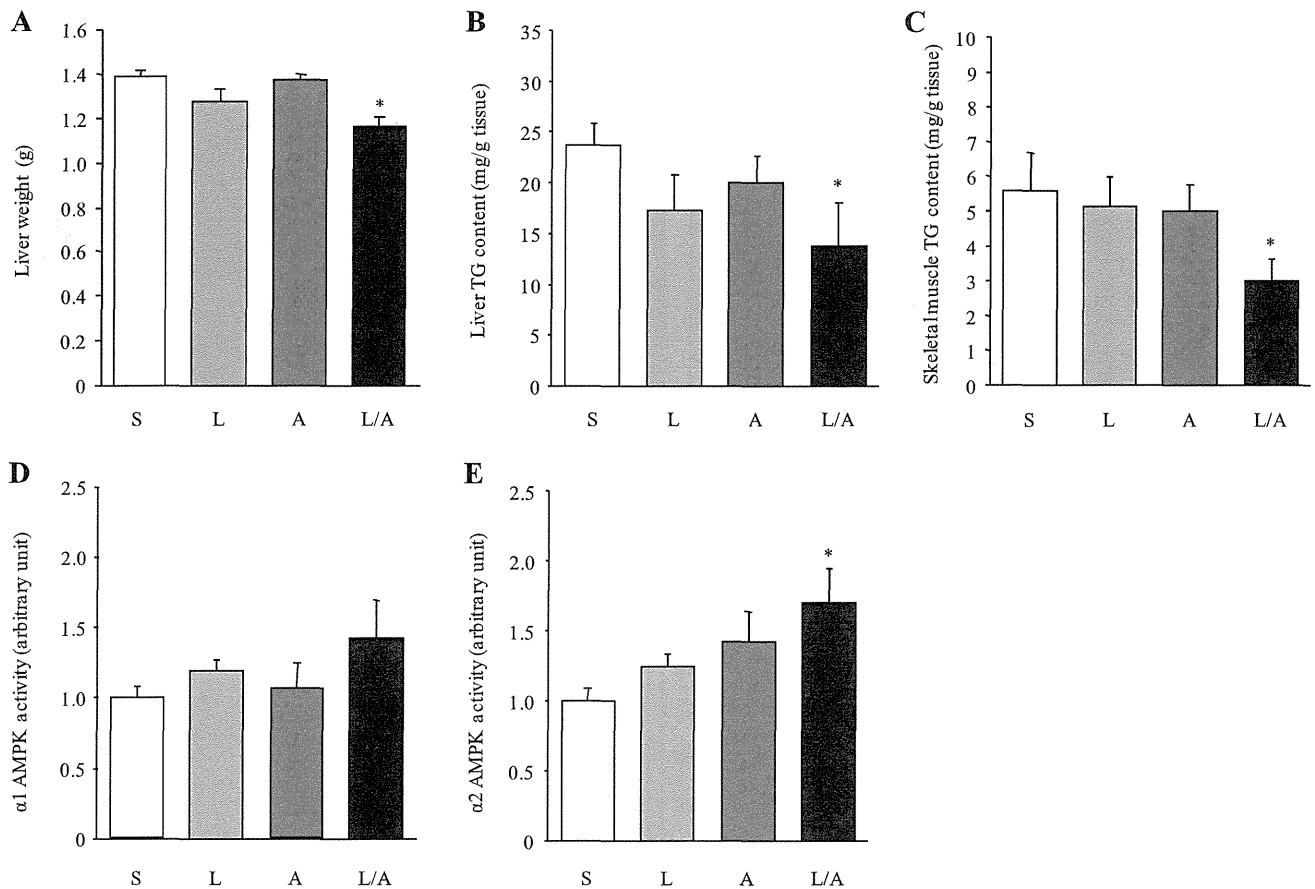 A
Liver weight (g)
1.6
1.4
1.2
1.0
0.8
0.6
0.4
0.2
0
*
S L A L/A
B
Liver TG content (mg/g tissue)
35
30
25
20
15
10
5
0
*
S L A L/A
C
Skeletal muscle TG content (mg/g tissue)
10
9
8
7
6
5
4
3
2
1
0
*
S L A L/A
D
α1 AMPK activity (arbitrary unit)
2.5
2.0
1.5
1.0
0.5
0
S L A L/A
E
α2 AMPK activity (arbitrary unit)
2.5
2.0
1.5
1.0
0.5
0
*
S L A L/A